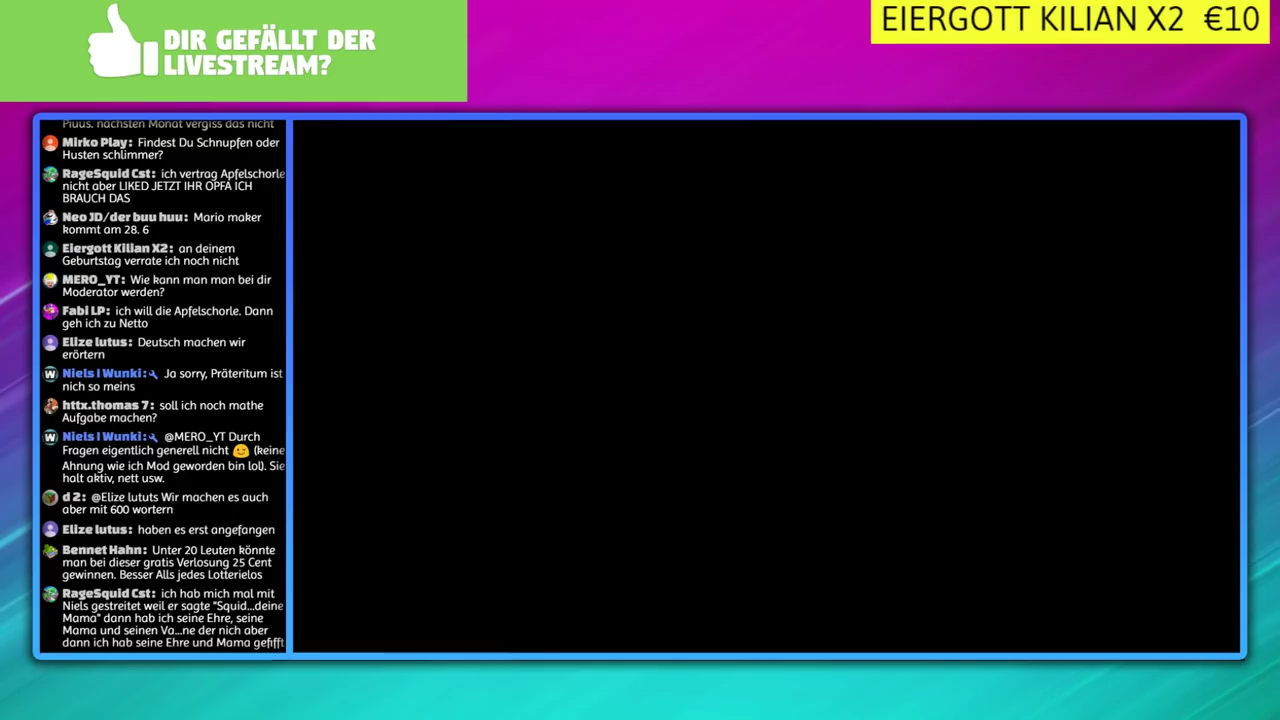 DIR GEFÄLLT DER
LIVESTREAM?
EIERGOTT KILIAN X2 €10
Piuus. nächsten Monat vergiss das nicht
Mirko Play: Findest Du Schnupfen oder
Husten schlimmer?
RageSquid Cst: ich vertrag Apfelschorle
nicht aber LIKED JETZT IHR OPFA ICH
BRAUCH DAS
Neo JD/der buu huu: Mario maker
kommt am 28. 6
Eiergott Kilian X2: an deinem
Geburtstag verrate ich noch nicht
MERO_YT: Wie kann man man bei dir
Moderator werden?
Fabi LP: ich will die Apfelschorle. Dann
geh ich zu Netto
Elize lutus: Deutsch machen wir
erörtern
W Niels | Wunki: Ja sorry, Präteritum ist
nich so meins
httx.thomas 7: soll ich noch mathe
Aufgabe machen?
W Niels | Wunki: @MERO_YT Durch
Fragen eigentlich generell nicht 🤗 (keine
Ahnung wie ich Mod geworden bin lol). Sie
halt aktiv, nett usw.
d 2: @Elize lututs Wir machen es auch
aber mit 600 wortern
Elize lutus: haben es erst angefangen
Bennet Hahn: Unter 20 Leuten könnte
man bei dieser gratis Verlosung 25 Cent
gewinnen. Besser Alls jedes Lotterielos
RageSquid Cst: ich hab mich mal mit
Niels gestreitet weil er sagte "Squid...deine
Mama" dann hab ich seine Ehre, seine
Mama und seinen Va...ne der nich aber
dann ich hab seine Ehre und Mama gefifft